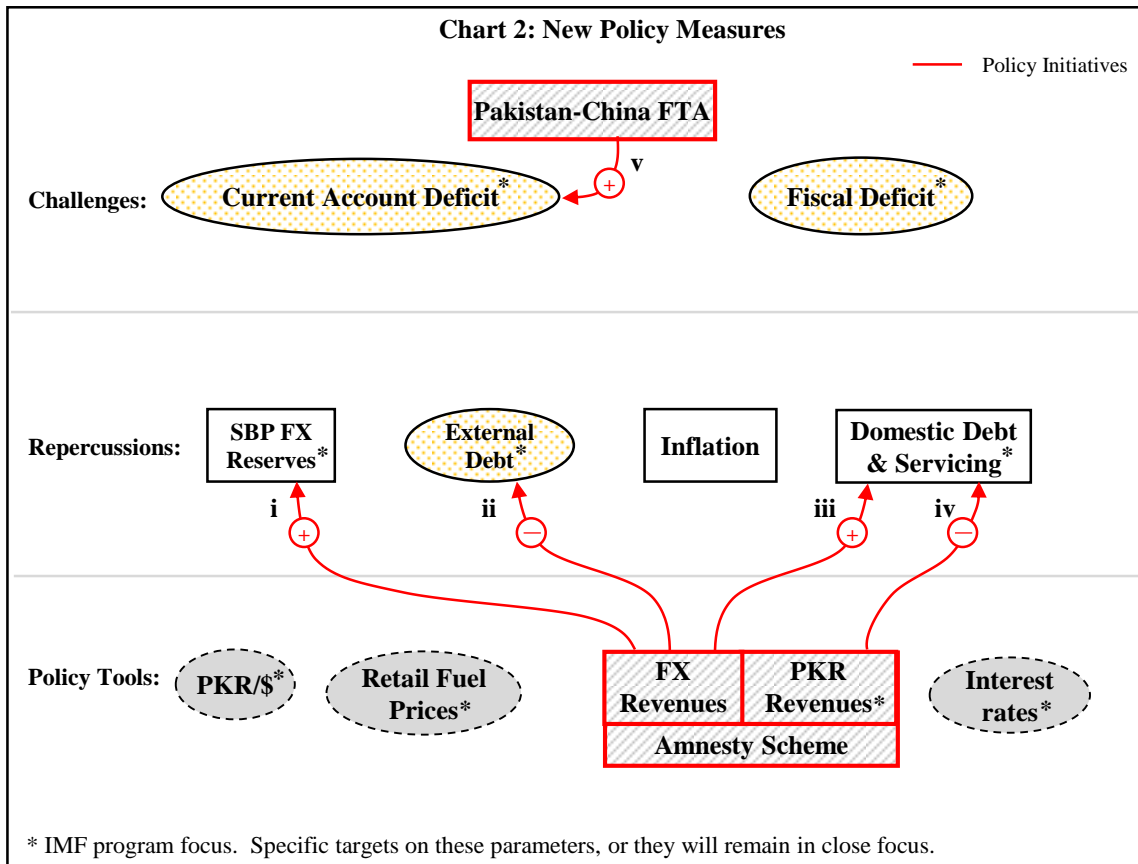 Chart 2: New Policy Measures
Policy Initiatives
Pakistan-China FTA
v
+
Challenges:
Current Account Deficit*
Fiscal Deficit*
Repercussions:
SBP FX
Reserves*
External
Debt*
Inflation
Domestic Debt
& Servicing*
i
ii
iii
iv
+
—
+
—
Policy Tools:
PKR/$*
Retail Fuel
Prices*
FX
Revenues
PKR
Revenues*
Amnesty Scheme
Interest
rates*
* IMF program focus.  Specific targets on these parameters, or they will remain in close focus.